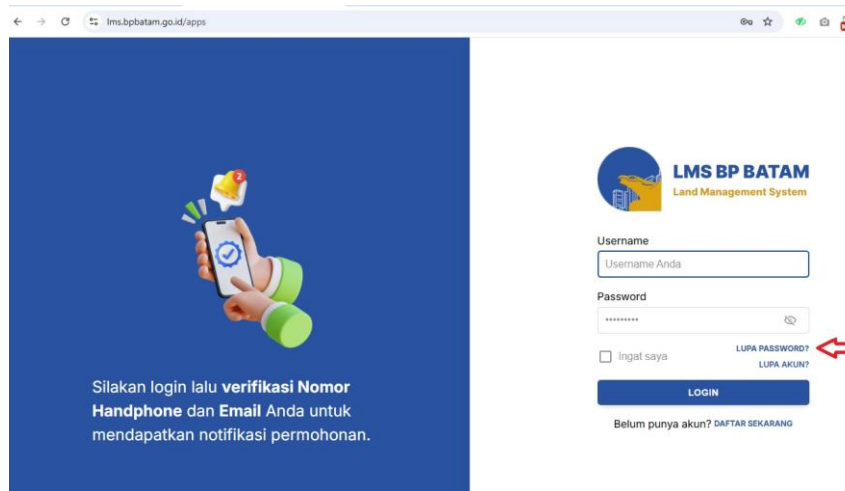 lms.bpbatam.go.id/apps
2
Silakan login lalu verifikasi Nomor
Handphone dan Email Anda untuk
mendapatkan notifikasi permohonan.
LMS BP BATAM
Land Management System
Username
Username Anda
Password
•••••••••
Ingat saya
LUPA PASSWORD?
LUPA AKUN?
LOGIN
Belum punya akun? DAFTAR SEKARANG